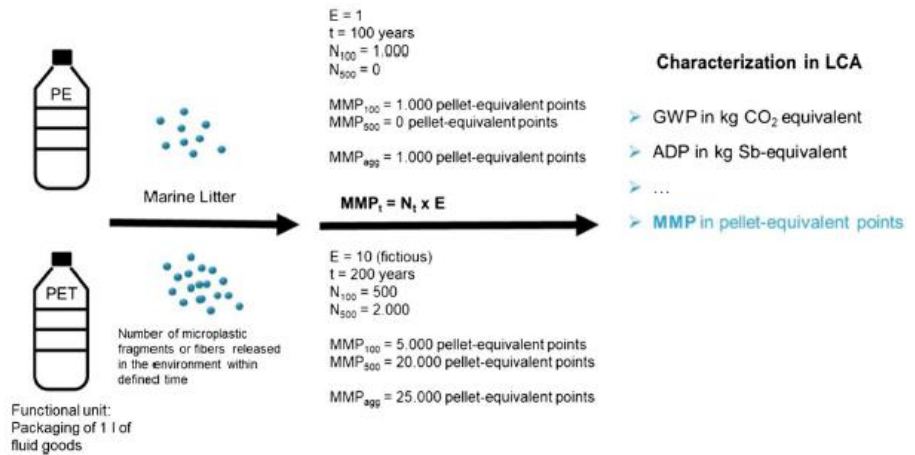 PE
Marine Litter
PET
Number of microplastic
fragments or fibers released
in the environment within
defined time
Functional unit:
Packaging of 1 l of
fluid goods
E = 1
t = 100 years
N100 = 1.000
N500 = 0
MMP100 = 1.000 pellet-equivalent points
MMP500 = 0 pellet-equivalent points
MMPagg = 1.000 pellet-equivalent points
MMPt = Nt x E
E = 10 (fictious)
t = 200 years
N100 = 500
N500 = 2.000
MMP100 = 5.000 pellet-equivalent points
MMP500 = 20.000 pellet-equivalent points
MMPagg = 25.000 pellet-equivalent points
Characterization in LCA
GWP in kg CO2 equivalent
ADP in kg Sb-equivalent
...
MMP in pellet-equivalent points